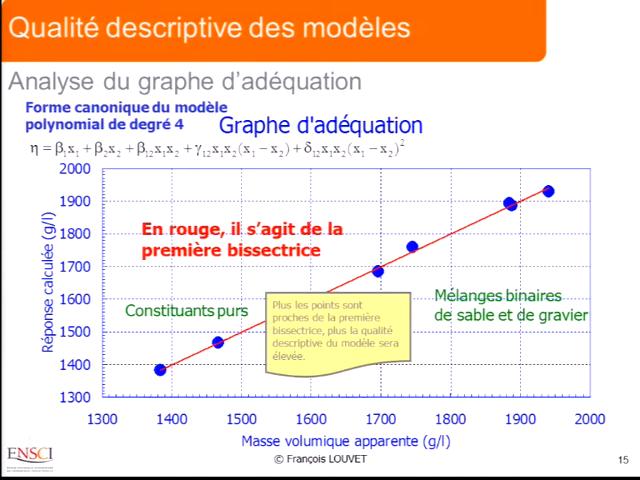 Qualité descriptive des modèles
Analyse du graphe d'adéquation
Forme canonique du modèle
polynomial de degré 4
Graphe d'adéquation
η = β₁x₁ + β₂x₂ + β₁₂x₁x₂ + γ₁₂x₁x₂(x₁ − x₂) + δ₁₂x₁x₂(x₁ − x₂)²
2000
1900
1800
1700
1600
1500
1400
1300
Réponse calculée (g/l)
En rouge, il s'agit de la
première bissectrice
Constituants purs
Plus les points sont
proches de la première
bissectrice, plus la qualité
descriptive du modèle sera
élevée.
Mélanges binaires
de sable et de gravier
1300 1400 1500 1600 1700 1800 1900 2000
Masse volumique apparente (g/l)
ENSCI
© François LOUVET
15